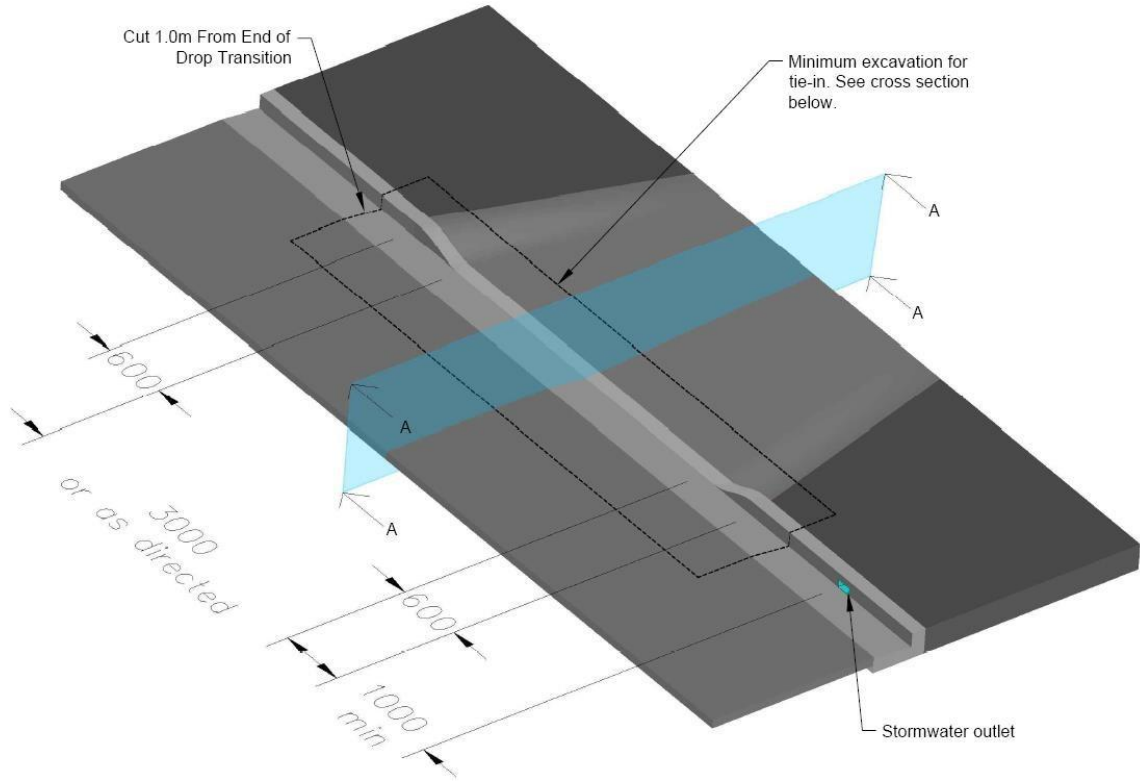 Cut 1.0m From End of
Drop Transition
Minimum excavation for
tie-in. See cross section
below.
A
A
A
A
600
3000
or as directed
600
1000
min
Stormwater outlet